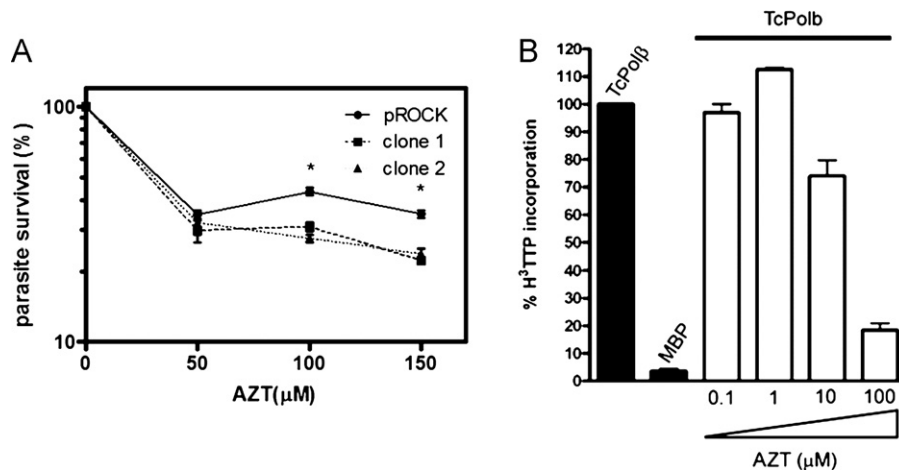 A
100
10
parasite survival (%)
0
50
100
150
AZT(μM)
pROCK
clone 1
clone 2
*
*
B
TcPolb
120
110
100
90
80
70
60
50
40
30
20
10
0
% H³TTP incorporation
TcPolβ
MBP
0.1
1
10
100
AZT (μM)